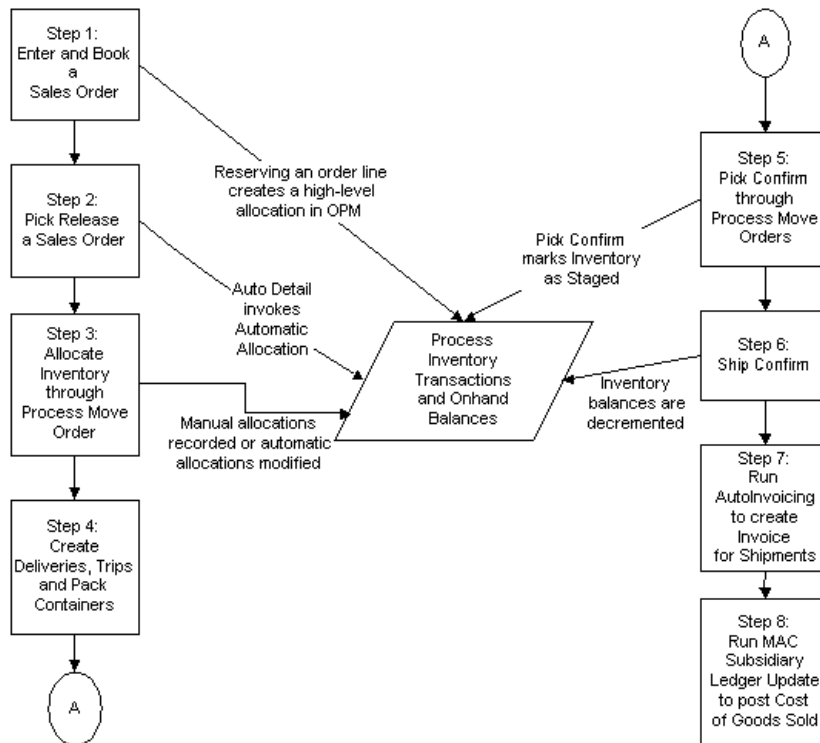 Step 1:
Enter and Book
a
Sales Order
Step 2:
Pick Release
a Sales Order
Step 3:
Allocate
Inventory
through
Process Move
Order
Step 4:
Create
Deliveries, Trips
and Pack
Containers
A
Reserving an order line
creates a high-level
allocation in OPM
Auto Detail
invokes
Automatic
Allocation
Manual allocations
recorded or automatic
allocations modified
Process
Inventory
Transactions
and Onhand
Balances
Pick Confirm
marks Inventory
as Staged
Inventory
balances are
decremented
A
Step 5:
Pick Confirm
through
Process Move
Orders
Step 6:
Ship Confirm
Step 7:
Run
AutoInvoicing
to create
Invoice
for Shipments
Step 8:
Run MAC
Subsidiary
Ledger Update
to post Cost
of Goods Sold